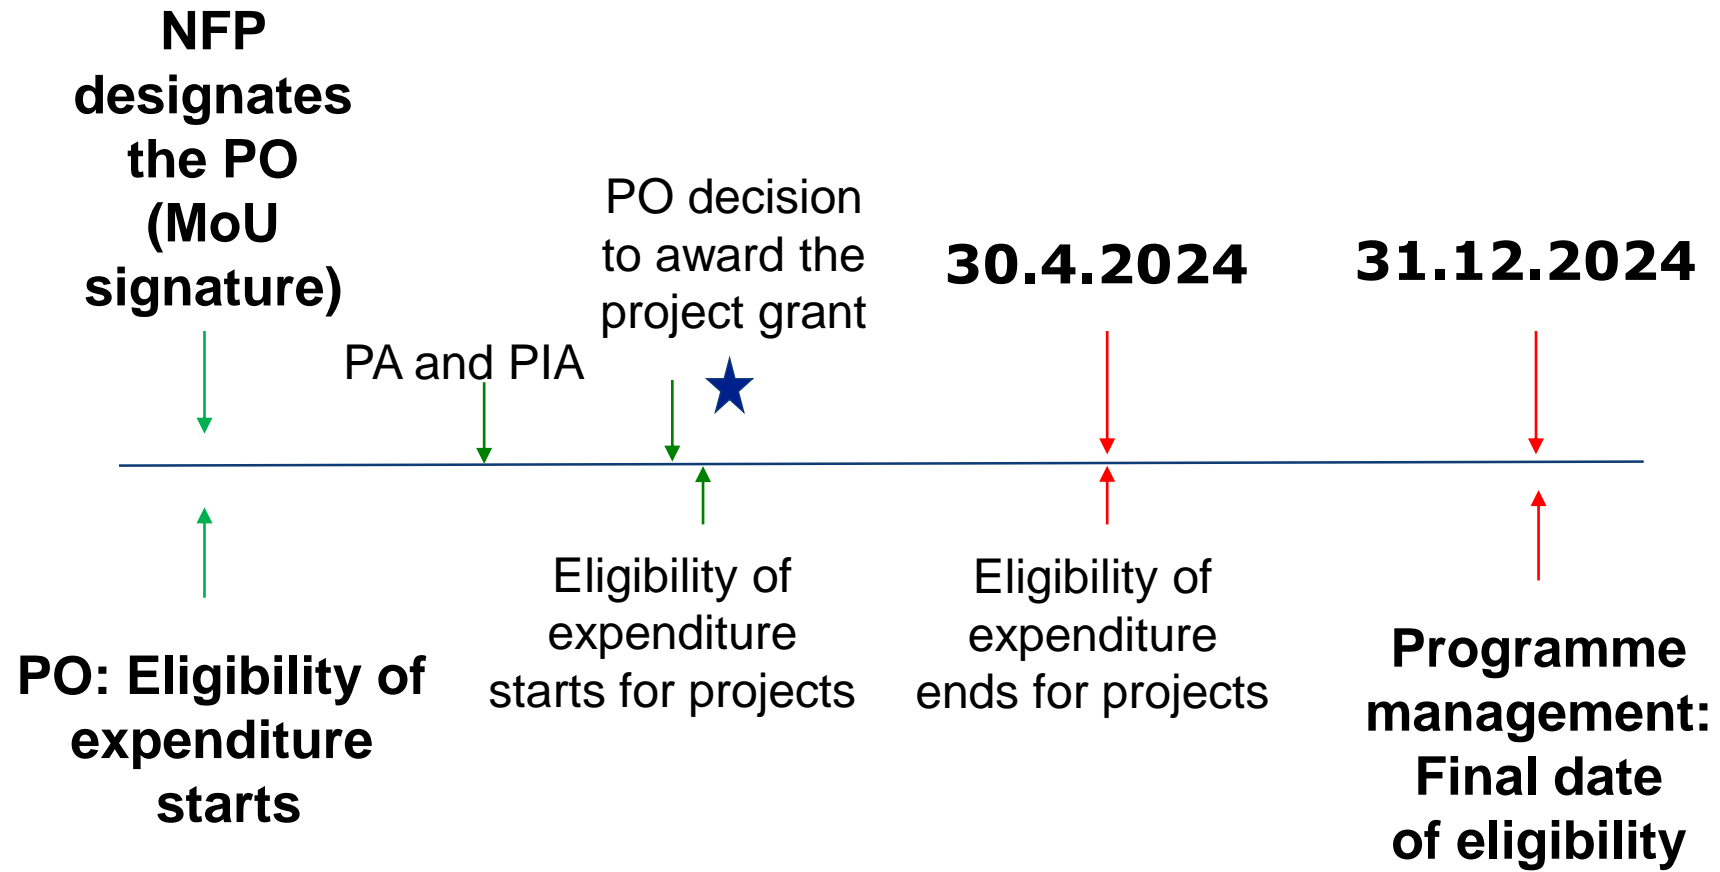 NFP
designates
the PO
(MoU
signature)
PA and PIA
PO decision
to award the
project grant
30.4.2024
31.12.2024
PO: Eligibility of
expenditure
starts
Eligibility of
expenditure
starts for projects
Eligibility of
expenditure
ends for projects
Programme
management:
Final date
of eligibility